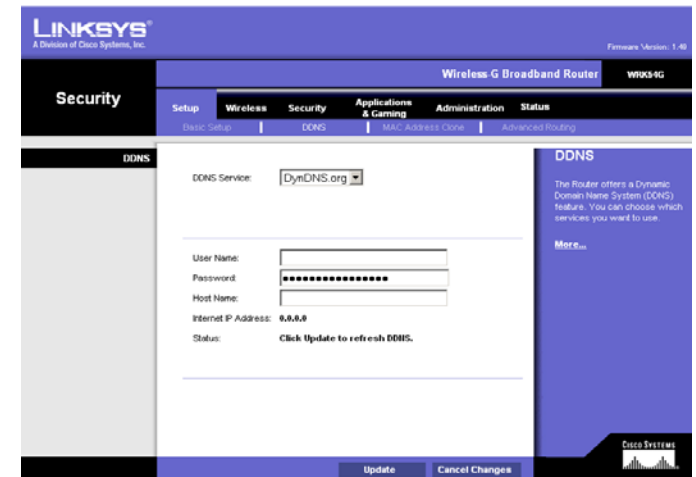 LINKSYS®
A Division of Cisco Systems, Inc.
Firmware Version: 1.40
Wireless-G Broadband Router WRK54G
Security
Setup Wireless Security Applications & Gaming Administration Status
Basic Setup DDNS MAC Address Clone Advanced Routing
DDNS
DDNS Service: DynDNS.org
User Name:
Password:
Host Name:
Internet IP Address: 0.0.0.0
Status: Click Update to refresh DDNS.
DDNS
The Router offers a Dynamic
Domain Name System (DDNS)
feature. You can choose which
services you want to use.
More...
CISCO SYSTEMS
Update Cancel Changes